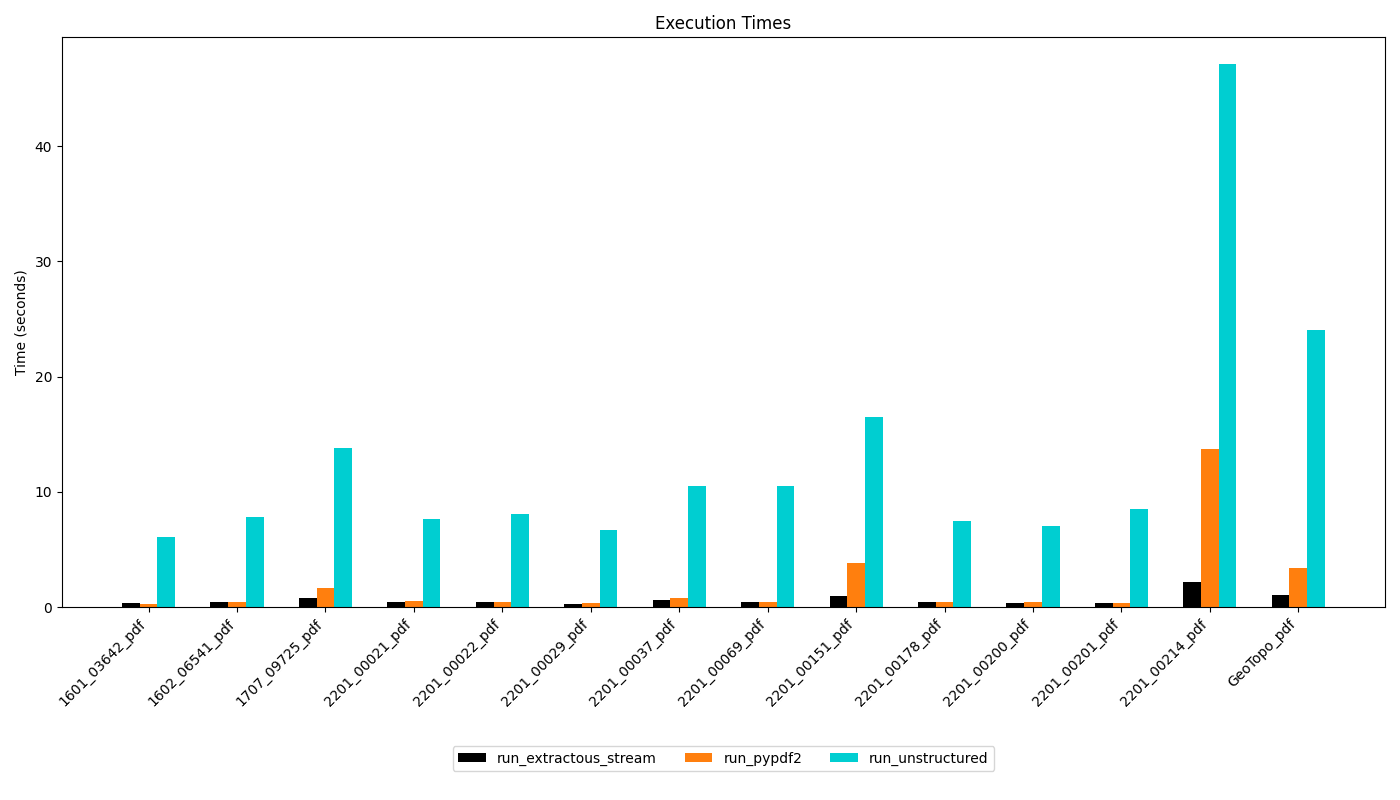 Execution Times
Time (seconds)
40
30
20
10
0
1601_03642_pdf
1602_06541_pdf
1707_09725_pdf
2201_00021_pdf
2201_00022_pdf
2201_00029_pdf
2201_00037_pdf
2201_00069_pdf
2201_00151_pdf
2201_00178_pdf
2201_00200_pdf
2201_00201_pdf
2201_00214_pdf
GeoTopo_pdf
run_extractous_stream run_pypdf2 run_unstructured